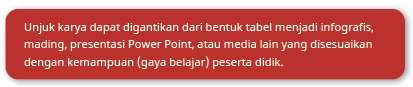 Unjuk karya dapat digantikan dari bentuk tabel menjadi infografis,
mading, presentasi Power Point, atau media lain yang disesuaikan
dengan kemampuan (gaya belajar) peserta didik.